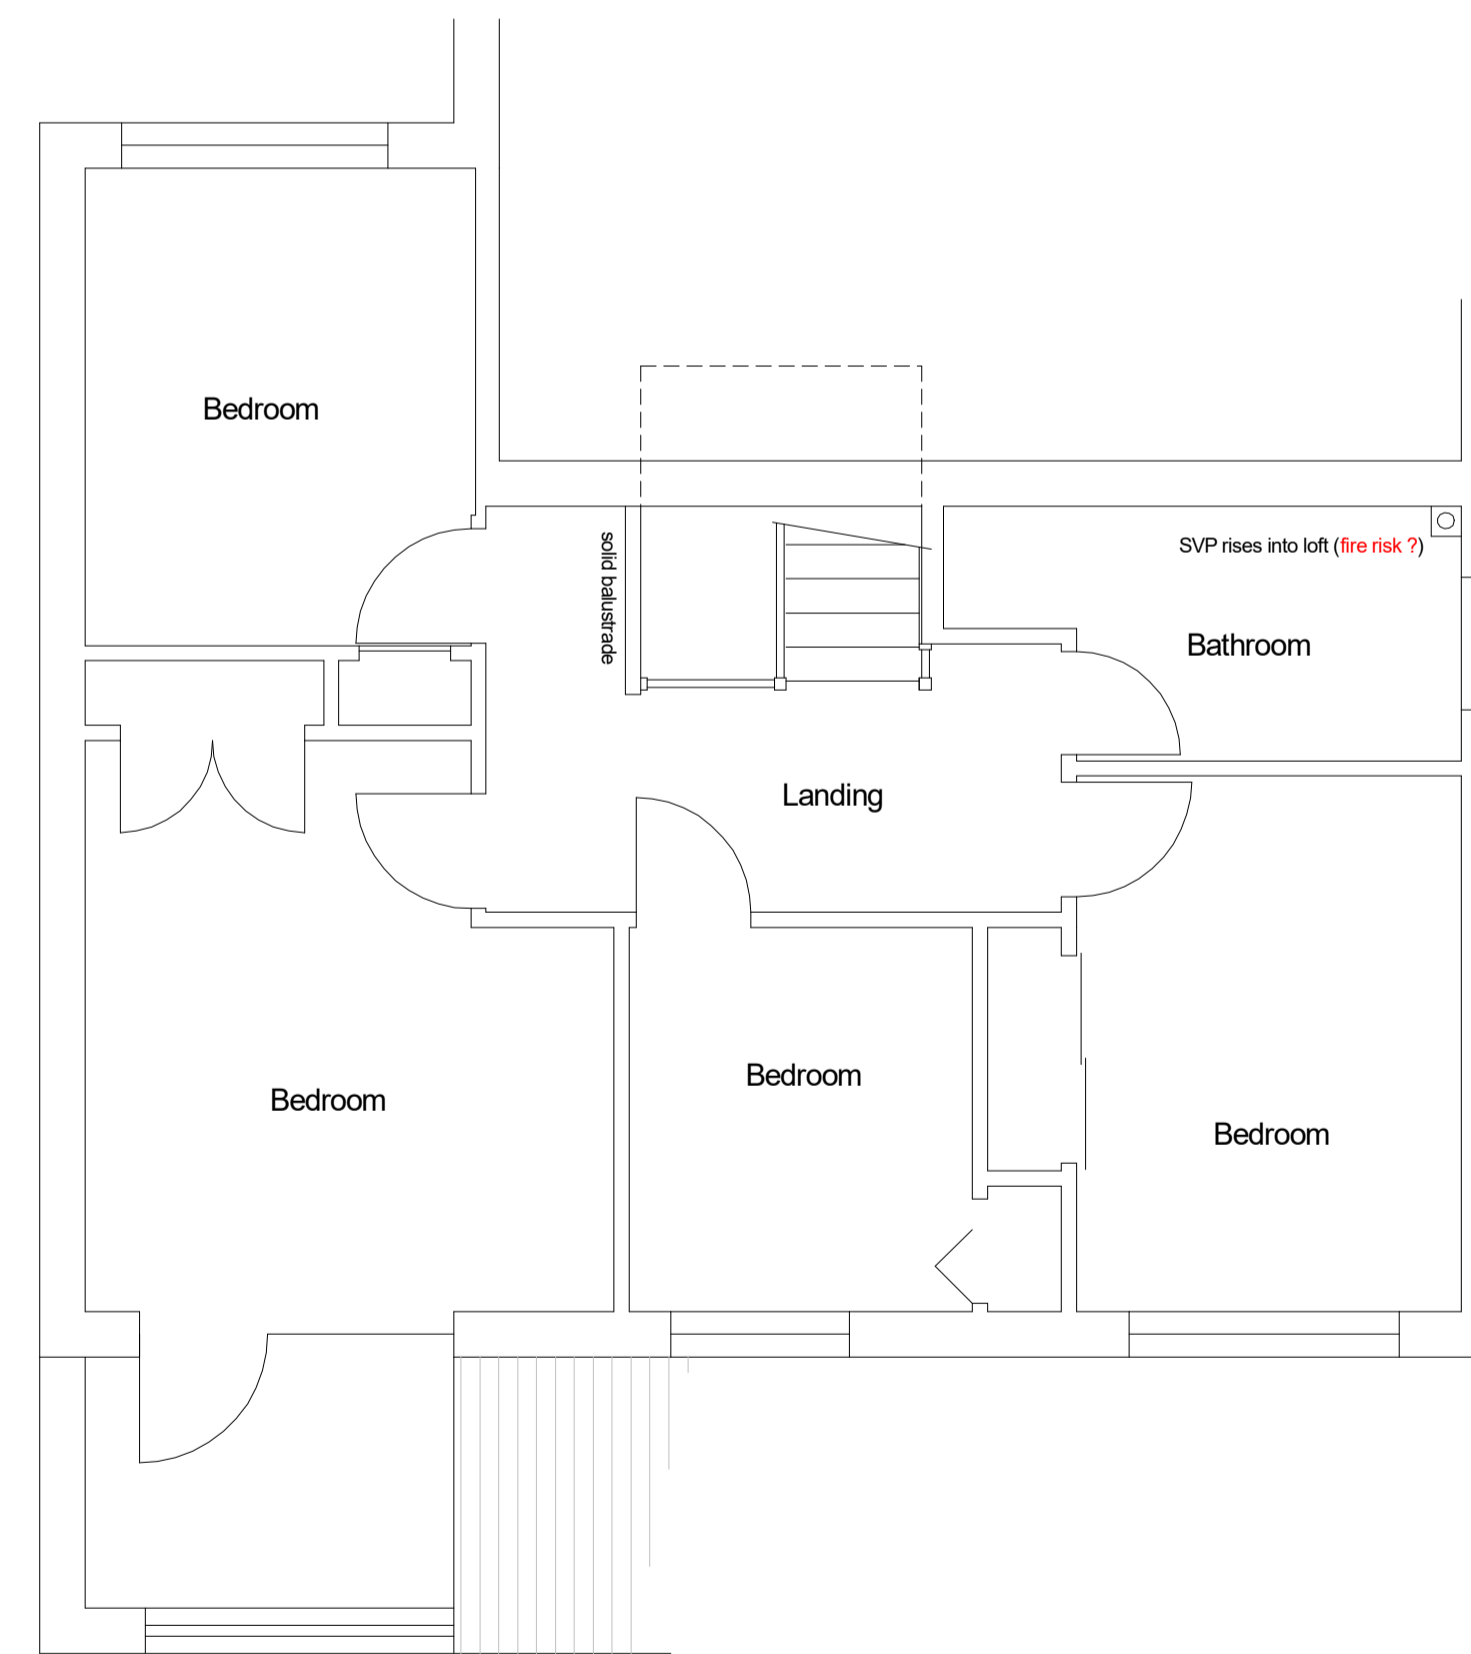 Bedroom
solid balustrade
SVP rises into loft (fire risk ?)
Bathroom
Landing
Bedroom
Bedroom
Bedroom